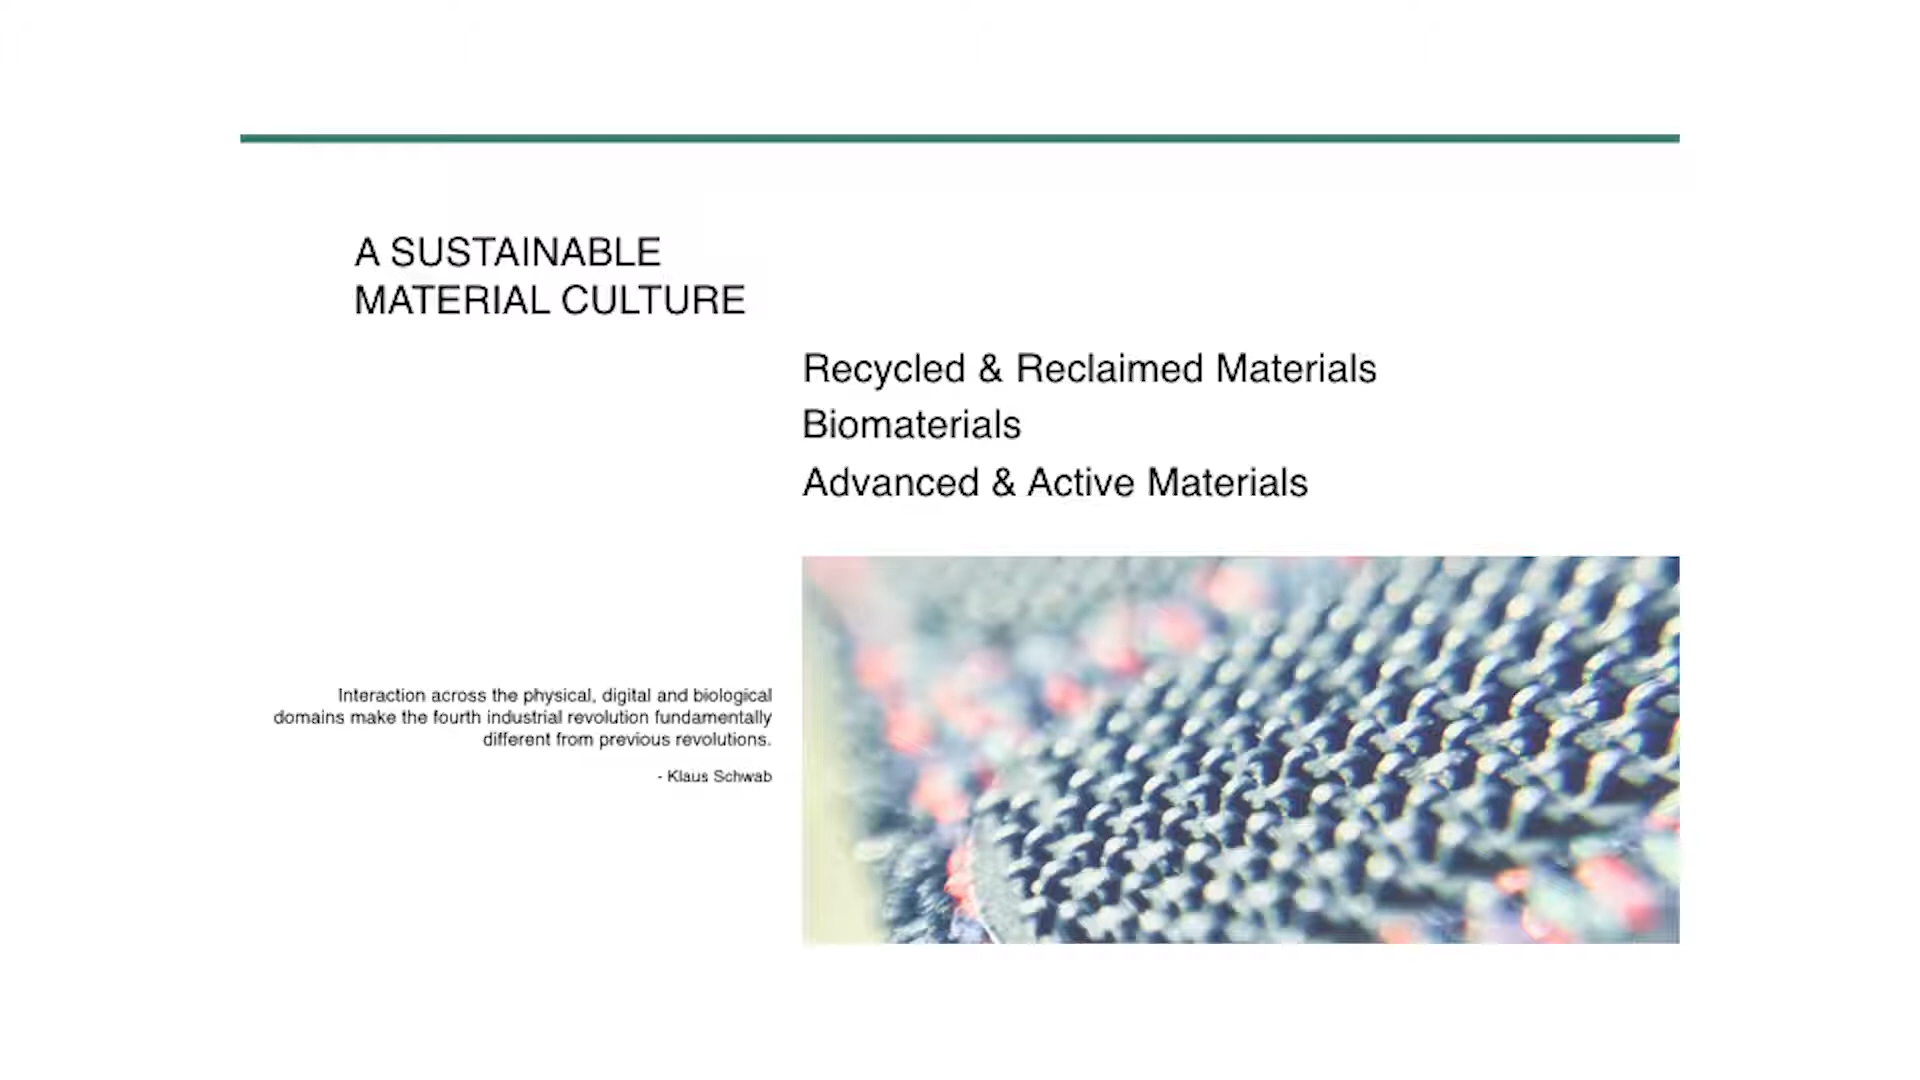 A SUSTAINABLE
MATERIAL CULTURE
Recycled & Reclaimed Materials
Biomaterials
Advanced & Active Materials
Interaction across the physical, digital and biological
domains make the fourth industrial revolution fundamentally
different from previous revolutions.
- Klaus Schwab